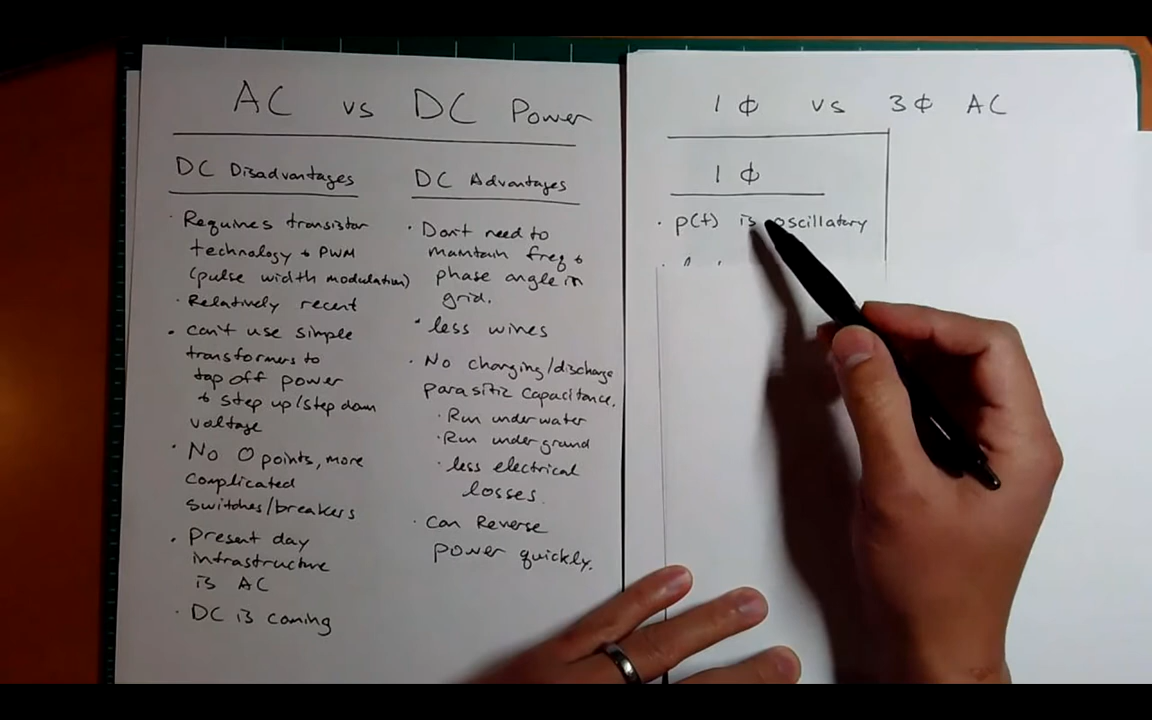 AC vs DC Power
DC Disadvantages
· Requires transistor
technology + PWM
(pulse width modulation)
· Relatively recent
· Can't use simple
transformers to
tap off power
+ step up/step down
voltage
· No 0 points, more
complicated
switches/breakers
· Present day
infrastructure
is AC
· DC is coming
DC Advantages
· Don't need to
maintain freq +
phase angle in
grid.
· less wires
· No charging/discharge
parasitic capacitance.
· Run underwater
· Run underground
· less electrical
losses.
· Can Reverse
power quickly.
1 ϕ vs 3 ϕ AC
1 ϕ
· p(t) is oscillatory